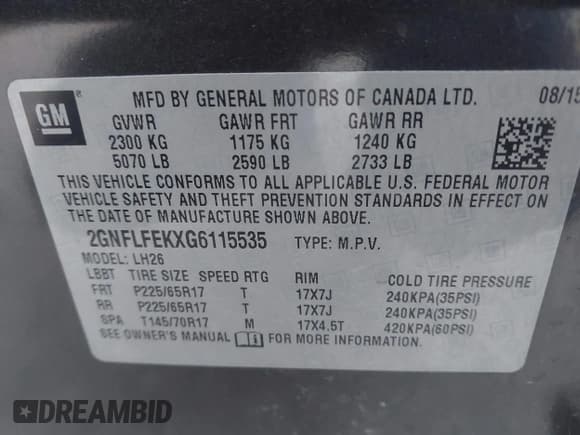 GM ®
MFD BY GENERAL MOTORS OF CANADA LTD. 08/15
GVWR GAWR FRT GAWR RR
2300 KG 1175 KG 1240 KG
5070 LB 2590 LB 2733 LB
THIS VEHICLE CONFORMS TO ALL APPLICABLE U.S. FEDERAL MOTOR
VEHICLE SAFETY AND THEFT PREVENTION STANDARDS IN EFFECT ON
THE DATE OF MANUFACTURE SHOWN ABOVE.
2GNFLFEKXG6115535 TYPE: M.P.V.
MODEL: LH26
LBBT TIRE SIZE SPEED RTG RIM COLD TIRE PRESSURE
FRT P225/65R17 T 17X7J 240KPA(35PSI)
RR P225/65R17 T 17X7J 240KPA(35PSI)
SPA T145/70R17 M 17X4.5T 420KPA(60PSI)
SEE OWNER'S MANUAL FOR MORE INFORMATION.
DREAMBID